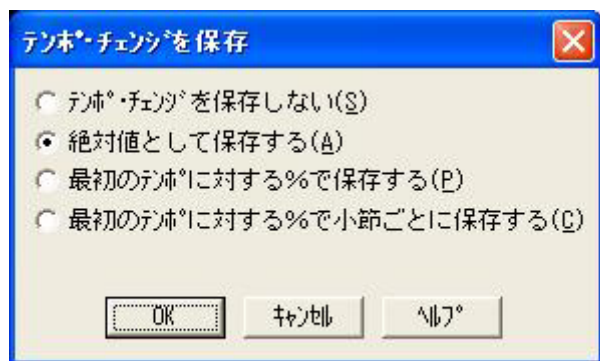 テンポ・チェンジを保存
テンポ・チェンジを保存しない(S)
絶対値として保存する(A)
最初のテンポに対する%で保存する(P)
最初のテンポに対する%で小節ごとに保存する(C)
OK キャンセル ヘルプ